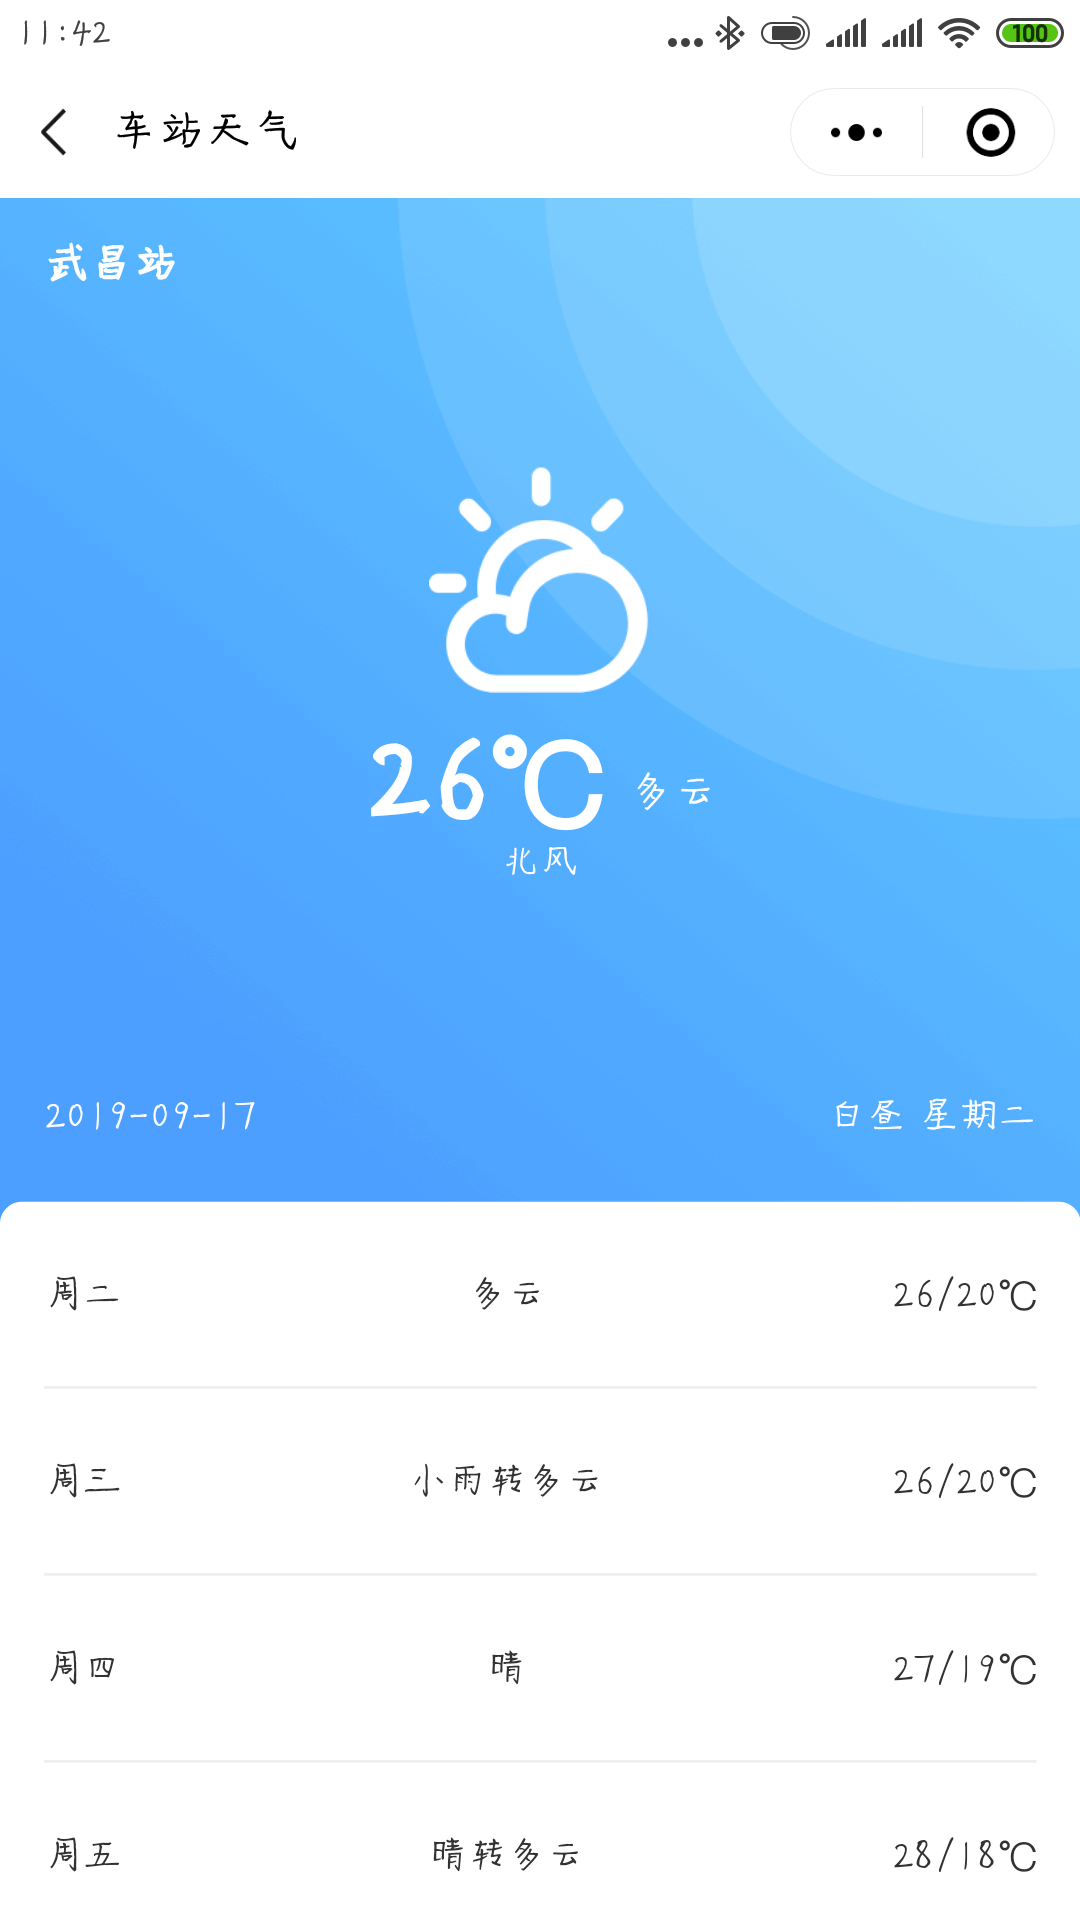 11:42
100
车站天气
武昌站
26℃ 多云
北风
2019-09-17 白昼 星期二
周二 多云 26/20℃
周三 小雨转多云 26/20℃
周四 晴 27/19℃
周五 晴转多云 28/18℃